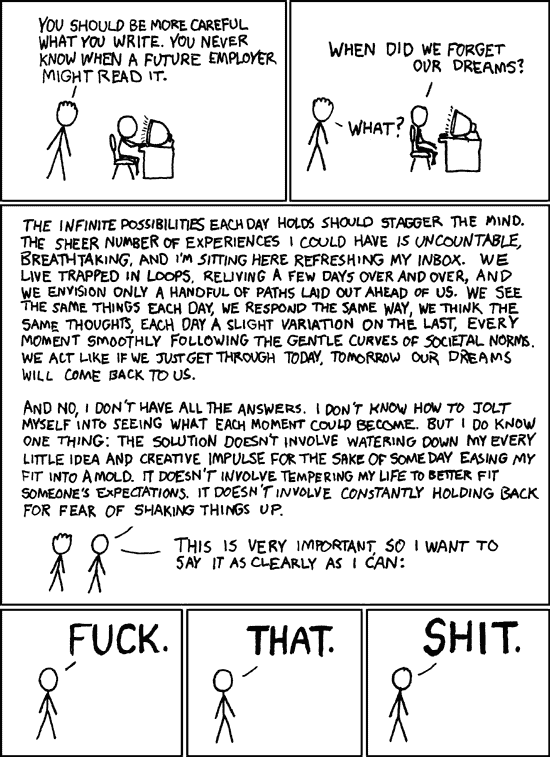 YOU SHOULD BE MORE CAREFUL
WHAT YOU WRITE. YOU NEVER
KNOW WHEN A FUTURE EMPLOYER
MIGHT READ IT.
WHEN DID WE FORGET
OUR DREAMS?
WHAT?
THE INFINITE POSSIBILITIES EACH DAY HOLDS SHOULD STAGGER THE MIND.
THE SHEER NUMBER OF EXPERIENCES I COULD HAVE IS UNCOUNTABLE,
BREATHTAKING, AND I'M SITTING HERE REFRESHING MY INBOX. WE
LIVE TRAPPED IN LOOPS, RELIVING A FEW DAYS OVER AND OVER, AND
WE ENVISION ONLY A HANDFUL OF PATHS LAID OUT AHEAD OF US. WE SEE
THE SAME THINGS EACH DAY, WE RESPOND THE SAME WAY, WE THINK THE
SAME THOUGHTS, EACH DAY A SLIGHT VARIATION ON THE LAST, EVERY
MOMENT SMOOTHLY FOLLOWING THE GENTLE CURVES OF SOCIETAL NORMS.
WE ACT LIKE IF WE JUST GET THROUGH TODAY, TOMORROW OUR DREAMS
WILL COME BACK TO US.
AND NO, I DON'T HAVE ALL THE ANSWERS. I DON'T KNOW HOW TO JOLT
MYSELF INTO SEEING WHAT EACH MOMENT COULD BECOME. BUT I DO KNOW
ONE THING: THE SOLUTION DOESN'T INVOLVE WATERING DOWN MY EVERY
LITTLE IDEA AND CREATIVE IMPULSE FOR THE SAKE OF SOME DAY EASING MY
FIT INTO A MOLD. IT DOESN'T INVOLVE TEMPERING MY LIFE TO BETTER FIT
SOMEONE'S EXPECTATIONS. IT DOESN'T INVOLVE CONSTANTLY HOLDING BACK
FOR FEAR OF SHAKING THINGS UP.
THIS IS VERY IMPORTANT, SO I WANT TO
SAY IT AS CLEARLY AS I CAN:
FUCK.
THAT.
SHIT.